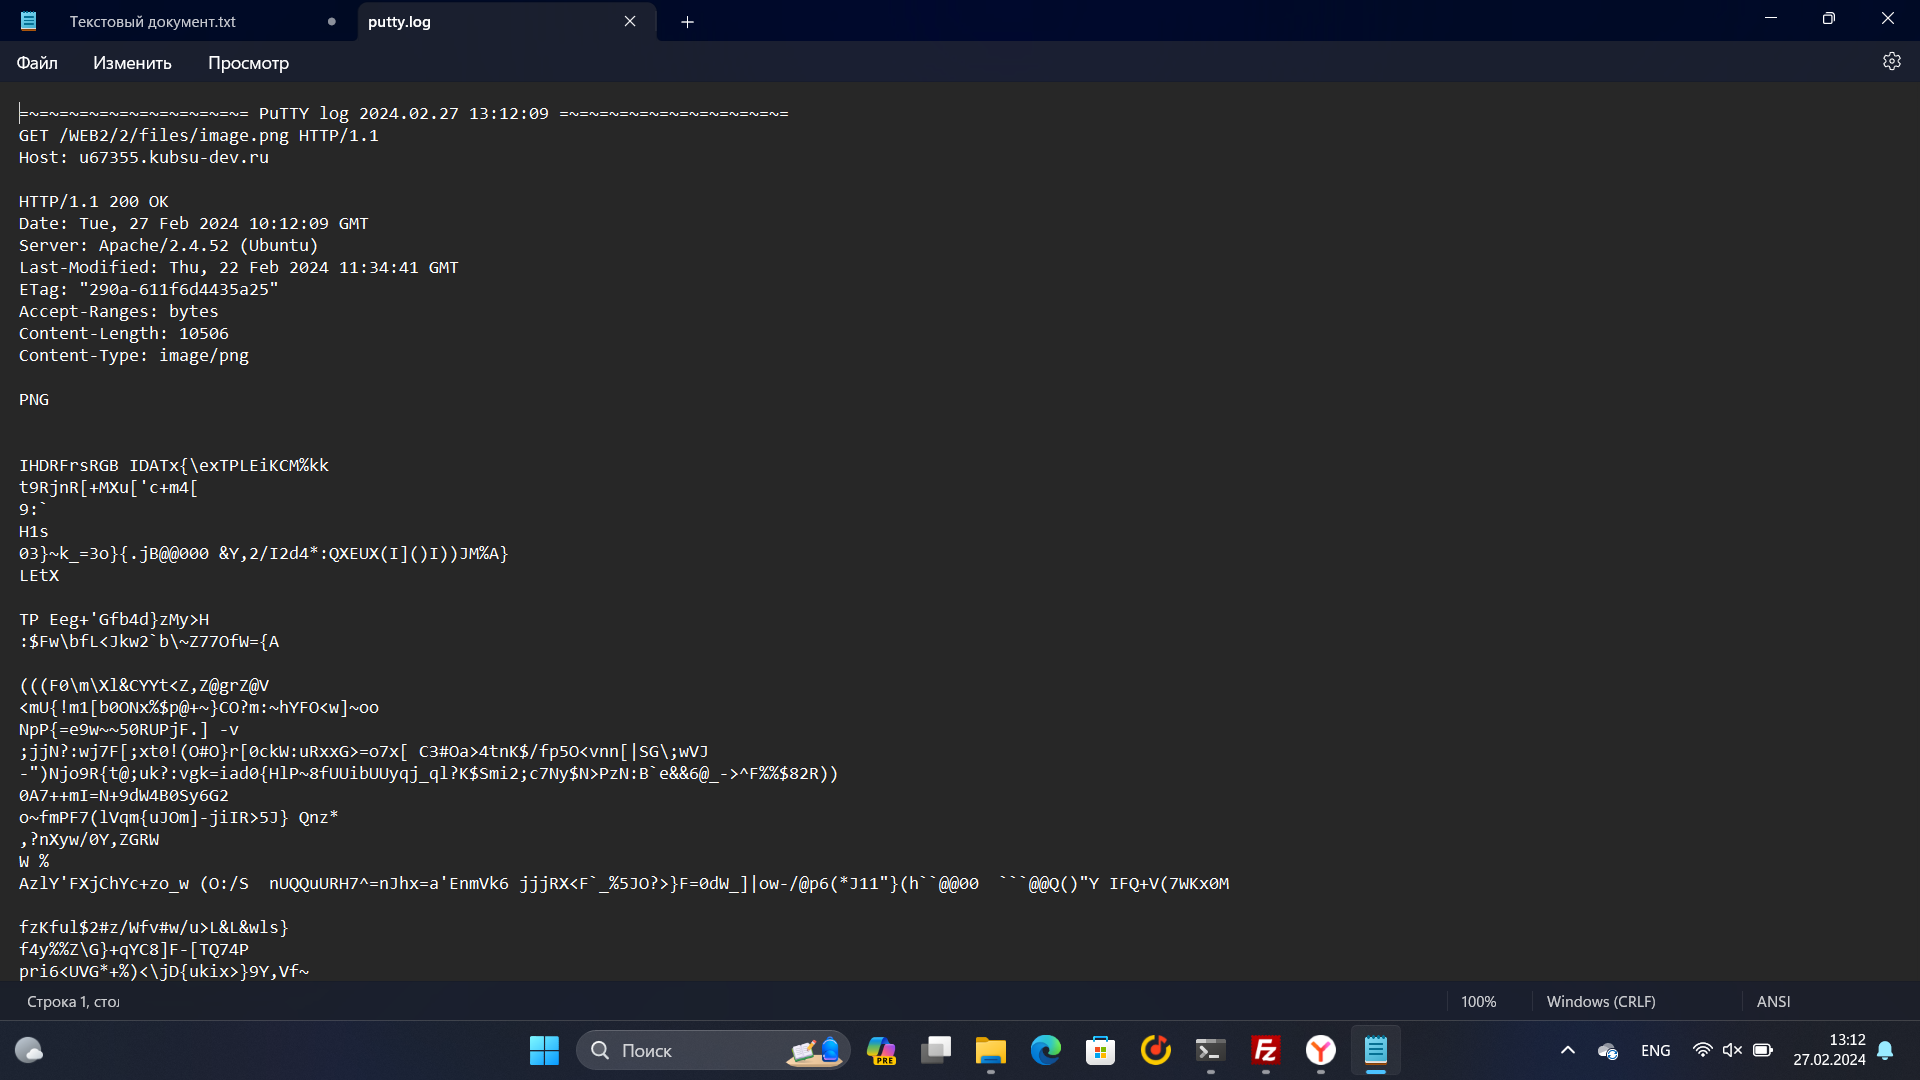 Текстовый документ.txt
putty.log
Файл
Изменить
Просмотр
=~=~=~=~=~=~=~=~=~=~=~= PuTTY log 2024.02.27 13:12:09 =~=~=~=~=~=~=~=~=~=~=~=
GET /WEB2/2/files/image.png HTTP/1.1
Host: u67355.kubsu-dev.ru
HTTP/1.1 200 OK
Date: Tue, 27 Feb 2024 10:12:09 GMT
Server: Apache/2.4.52 (Ubuntu)
Last-Modified: Thu, 22 Feb 2024 11:34:41 GMT
ETag: "290a-611f6d4435a25"
Accept-Ranges: bytes
Content-Length: 10506
Content-Type: image/png
PNG
IHDRFrsRGB IDATx{\exTPLEiKCM%kk
t9RjnR[+MXu['c+m4[
9:`
H1s
03}~k_=3o}{.jB@@000 &Y,2/I2d4*:QXEUX(I]()I))JM%A}
LEtX
TP Eeg+'Gfb4d}zMy>H
:$Fw\bfL<Jkw2`b\~Z77OfW={A
(((F0\m\Xl&CYYt<Z,Z@grZ@V
<mU{!m1[b0ONx%$p@+~}CO?m:~hYFO<w]~oo
NpP{=e9w~~50RUPjF.] -v
;jjN?:wj7F[;xt0!(O#O}r[0ckW:uRxxG>=o7x[ C3#Oa>4tnK$/fp5O<vnn[|SG\;wVJ
-")Njo9R{t@;uk?:vgk=iad0{HlP~8fUUibUUyqj_ql?K$Smi2;c7Ny$N>PzN:B`e&&6@_->^F%%$82R))
0A7++mI=N+9dW4B0Sy6G2
o~fmPF7(lVqm{uJOm]-jiIR>5J} Qnz*
,?nXyw/0Y,ZGRW
W %
AzlY'FXjChYc+zo_w (O:/S  nUQQuURH7^=nJhx=a'EnmVk6 jjjRX<F`_%5JO?>}F=0dW_]|ow-/@p6(*J11"}(h``@@00  ```@@Q()"Y IFQ+V(7WKx0M
fzKful$2#z/Wfv#w/u>L&L&wls}
f4y%%Z\G}+qYC8]F-[TQ74P
pri6<UVG*+%)<\jD{ukix>}9Y,Vf~
Строка 1,
100%
Windows (CRLF)
ANSI
Поиск
PRE
ENG
13:12
27.02.2024